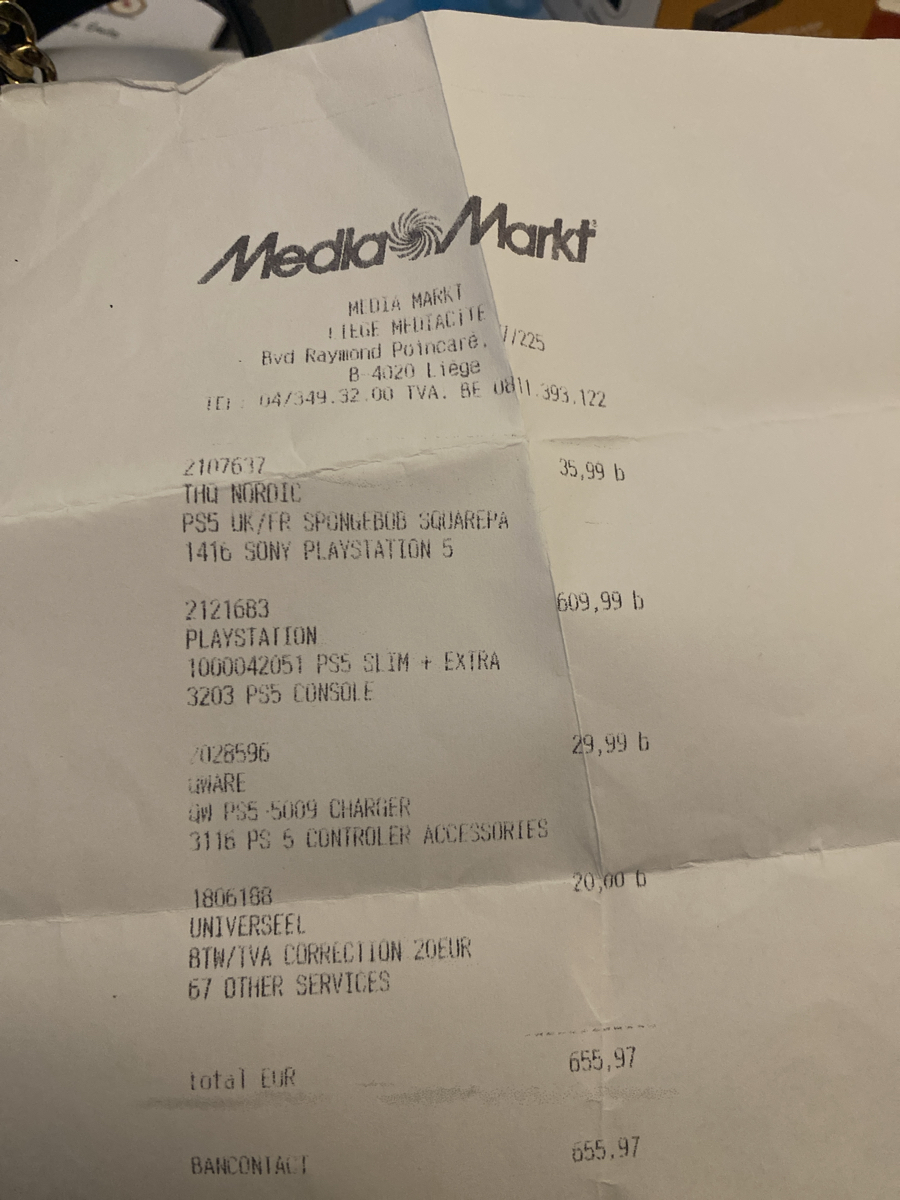 Media Markt
MEDIA MARKT
LIEGE MEDIACITE
Bvd Raymond Poincaré, 7/225
B-4020 Liège
TEl: 04/349.32.00 TVA. BE 0811.393.122
2107637 35,99 b
THQ NORDIC
PS5 UK/FR SPONGEBOB SQUAREPA
1416 SONY PLAYSTATION 5
2121683 609,99 b
PLAYSTATION
1000042051 PS5 SLIM + EXTRA
3203 PS5 CONSOLE
2028596 29,99 b
QWARE
QW PS5-5009 CHARGER
3116 PS 5 CONTROLER ACCESSORIES
1806188 20,00 b
UNIVERSEEL
BTW/TVA CORRECTION 20EUR
67 OTHER SERVICES
total EUR 655,97
BANCONTACT 655,97